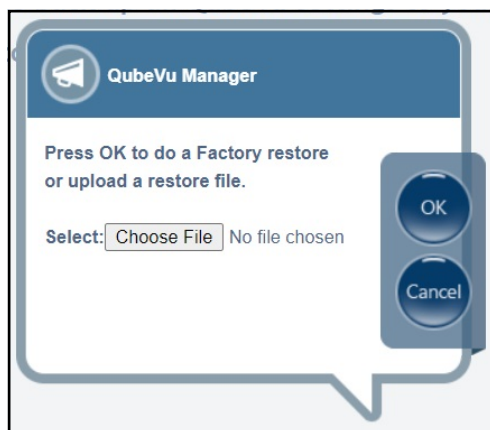 QubeVu Manager
Press OK to do a Factory restore
or upload a restore file.
Select: Choose File No file chosen
OK
Cancel